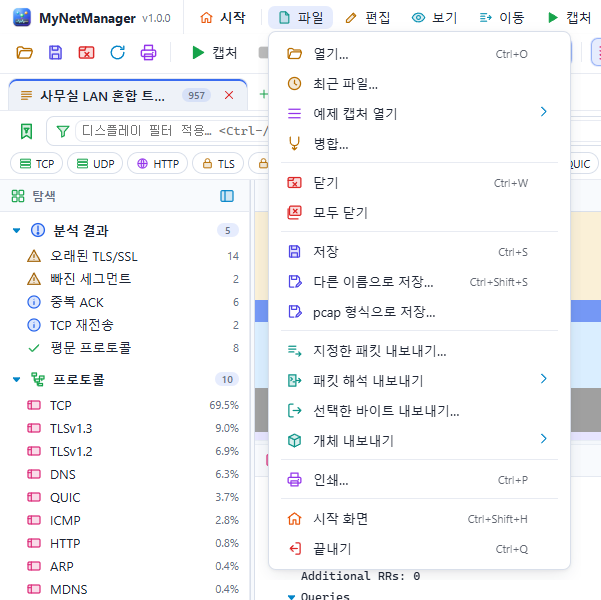 MyNetManager v1.0.0 시작 파일 편집 보기 이동 캡처
캡처
사무실 LAN 혼합 트... 957
디스플레이 필터 적용... <Ctrl-/
TCP UDP HTTP TLS QUIC
탐색
분석 결과 5
오래된 TLS/SSL 14
빠진 세그먼트 2
중복 ACK 6
TCP 재전송 2
평문 프로토콜 8
프로토콜 10
TCP 69.5%
TLSv1.3 9.0%
TLSv1.2 6.9%
DNS 6.3%
QUIC 3.7%
ICMP 2.8%
HTTP 0.8%
ARP 0.4%
MDNS 0.4%
열기... Ctrl+O
최근 파일...
예제 캡처 열기
병합...
닫기 Ctrl+W
모두 닫기
저장 Ctrl+S
다른 이름으로 저장... Ctrl+Shift+S
pcap 형식으로 저장...
지정한 패킷 내보내기...
패킷 해석 내보내기
선택한 바이트 내보내기...
개체 내보내기
인쇄... Ctrl+P
시작 화면 Ctrl+Shift+H
끝내기 Ctrl+Q
Additional RRs: 0
Queries